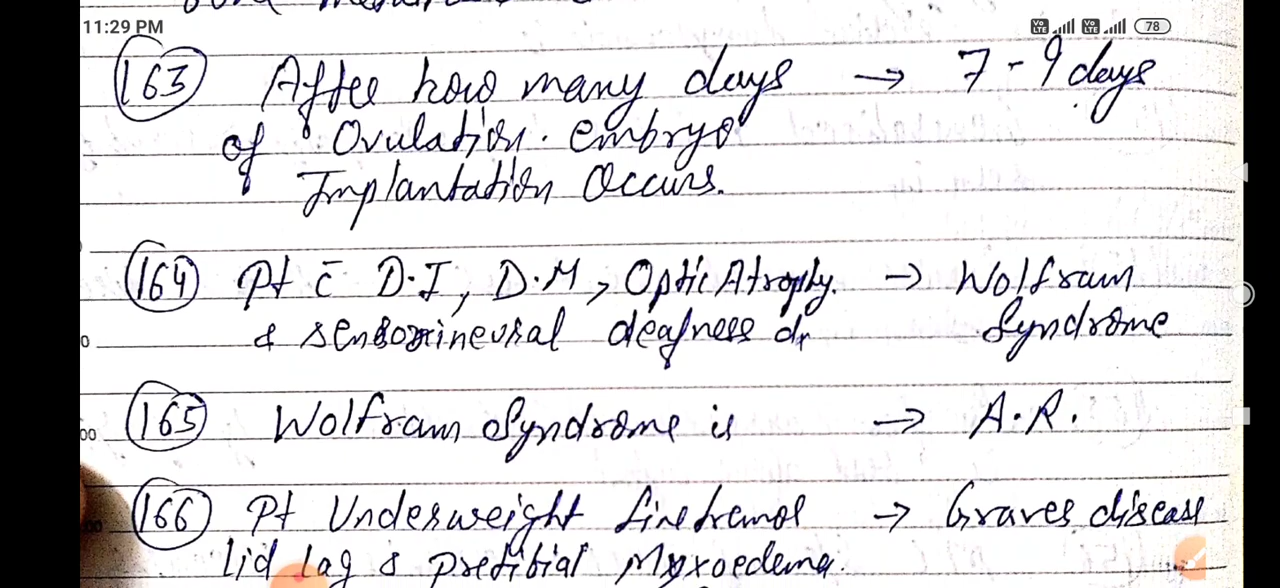 11:29 PM
78
163 After how many days → 7-9 days
of Ovulation. embryo
Implantation Occurs.
164 Pt c̄ D.I, D.M, Optic Atrophy. → Wolfram
& sensorineural deafness dx Syndrome
165 Wolfram Syndrome is → A.R.
166 Pt Underweight fine tremor → Graves disease
lid lag & pretibial Myxoedema.